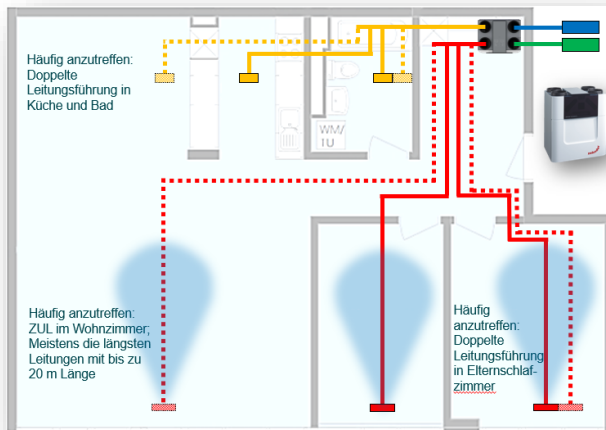 Häufig anzutreffen:
Doppelte
Leitungsführung in
Küche und Bad
WM/
TU
Häufig anzutreffen:
ZUL im Wohnzimmer;
Meistens die längsten
Leitungen mit bis zu
20 m Länge
Häufig
anzutreffen:
Doppelte
Leitungsführung
in Elternschlaf-
zimmer